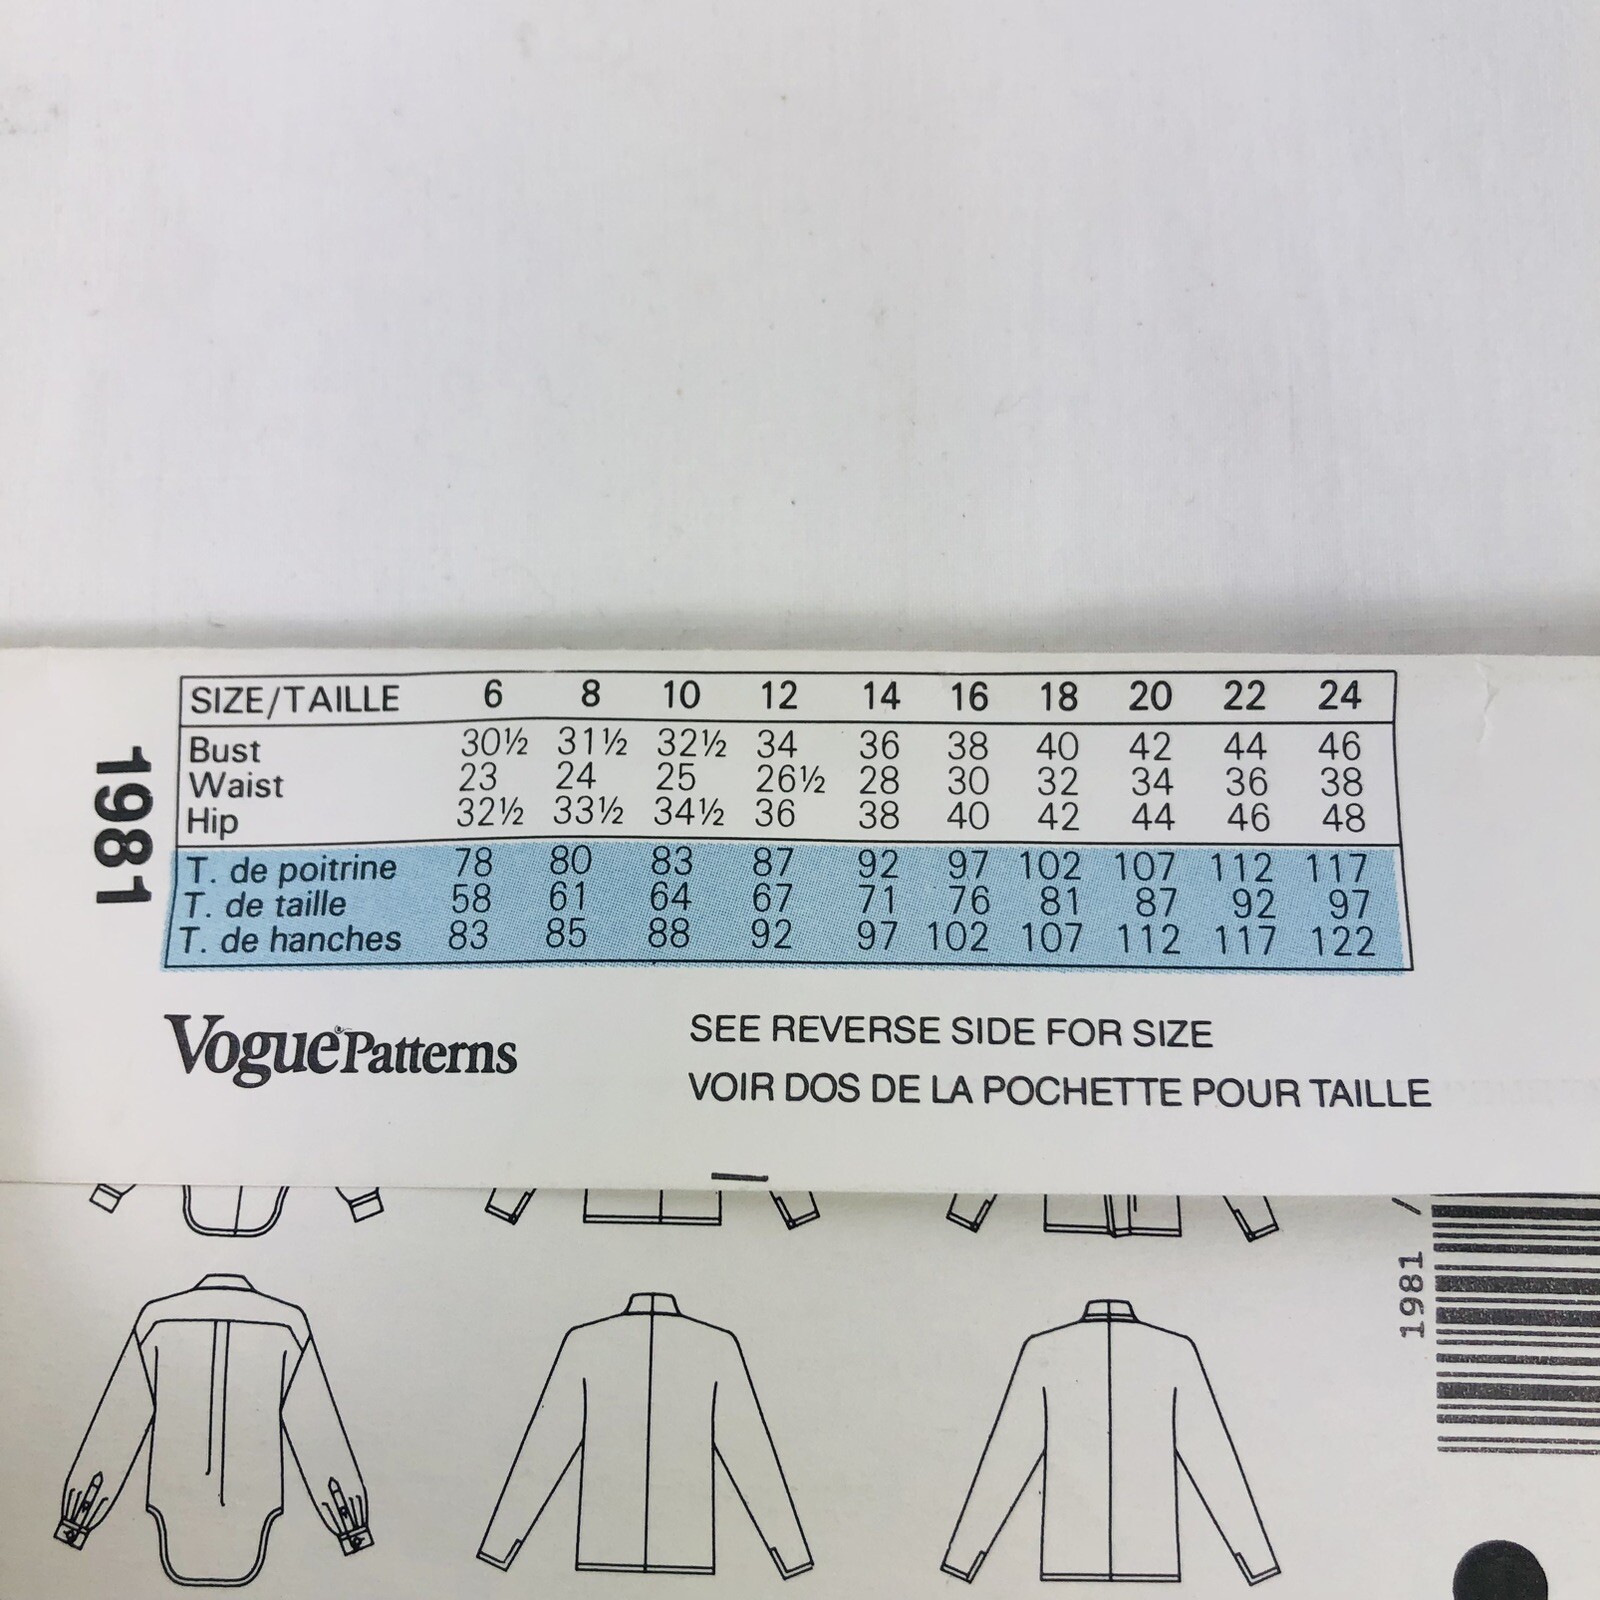 SIZE/TAILLE 6 8 10 12 14 16 18 20 22 24
Bust 30½ 31½ 32½ 34 36 38 40 42 44 46
Waist 23 24 25 26½ 28 30 32 34 36 38
Hip 32½ 33½ 34½ 36 38 40 42 44 46 48
T. de poitrine 78 80 83 87 92 97 102 107 112 117
T. de taille 58 61 64 67 71 76 81 87 92 97
T. de hanches 83 85 88 92 97 102 107 112 117 122
1981
Vogue® Patterns
SEE REVERSE SIDE FOR SIZE
VOIR DOS DE LA POCHETTE POUR TAILLE
1981 /